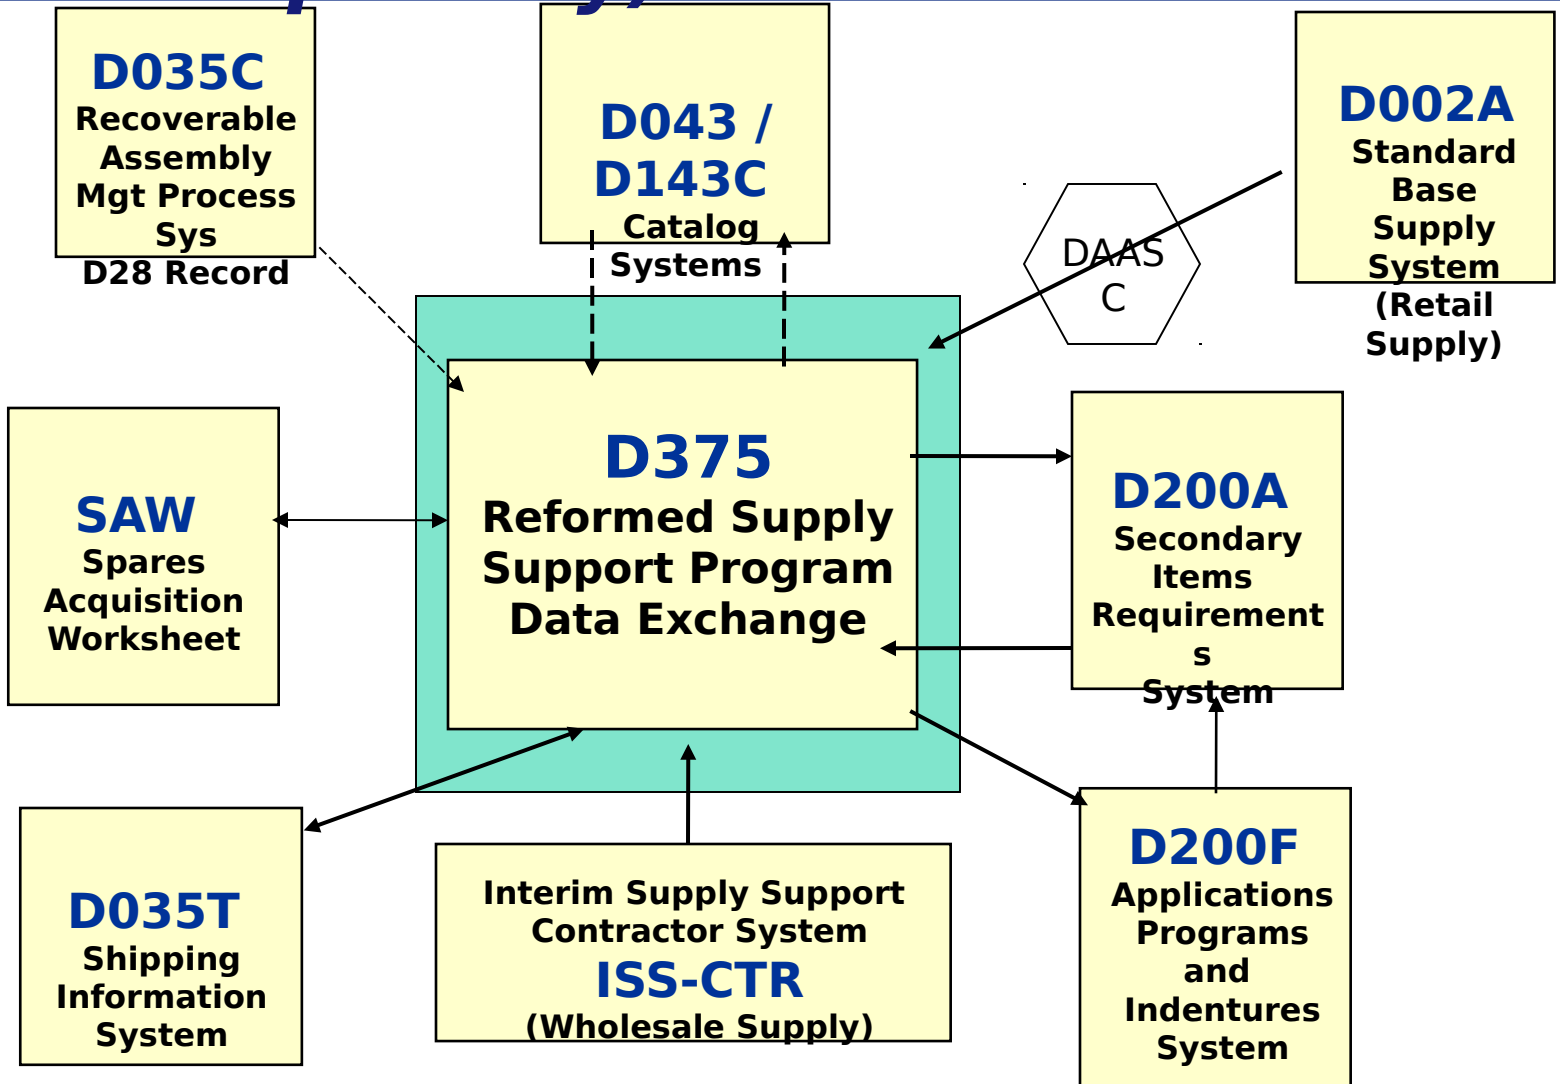 D035C
Recoverable
Assembly
Mgt Process
Sys
D28 Record
D043 /
D143C
Catalog
Systems
DAAS
C
D002A
Standard
Base
Supply
System
(Retail
Supply)
SAW
Spares
Acquisition
Worksheet
D375
Reformed Supply
Support Program
Data Exchange
D200A
Secondary
Items
Requirement
s
System
D035T
Shipping
Information
System
Interim Supply Support
Contractor System
ISS-CTR
(Wholesale Supply)
D200F
Applications
Programs
and
Indentures
System